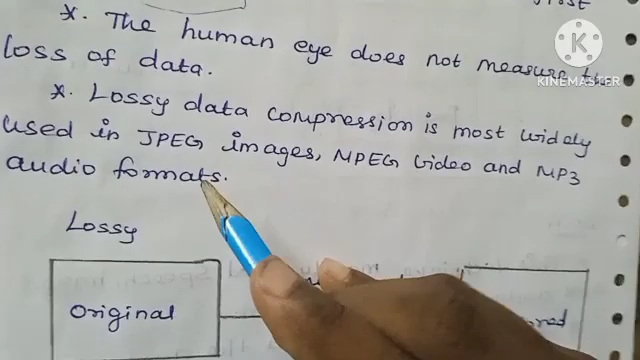 *. The human eye does not measure the
loss of data.
*. Lossy data compression is most widely
used in JPEG images, MPEG video and MP3
audio formats.
Lossy
Original
KINEMASTER